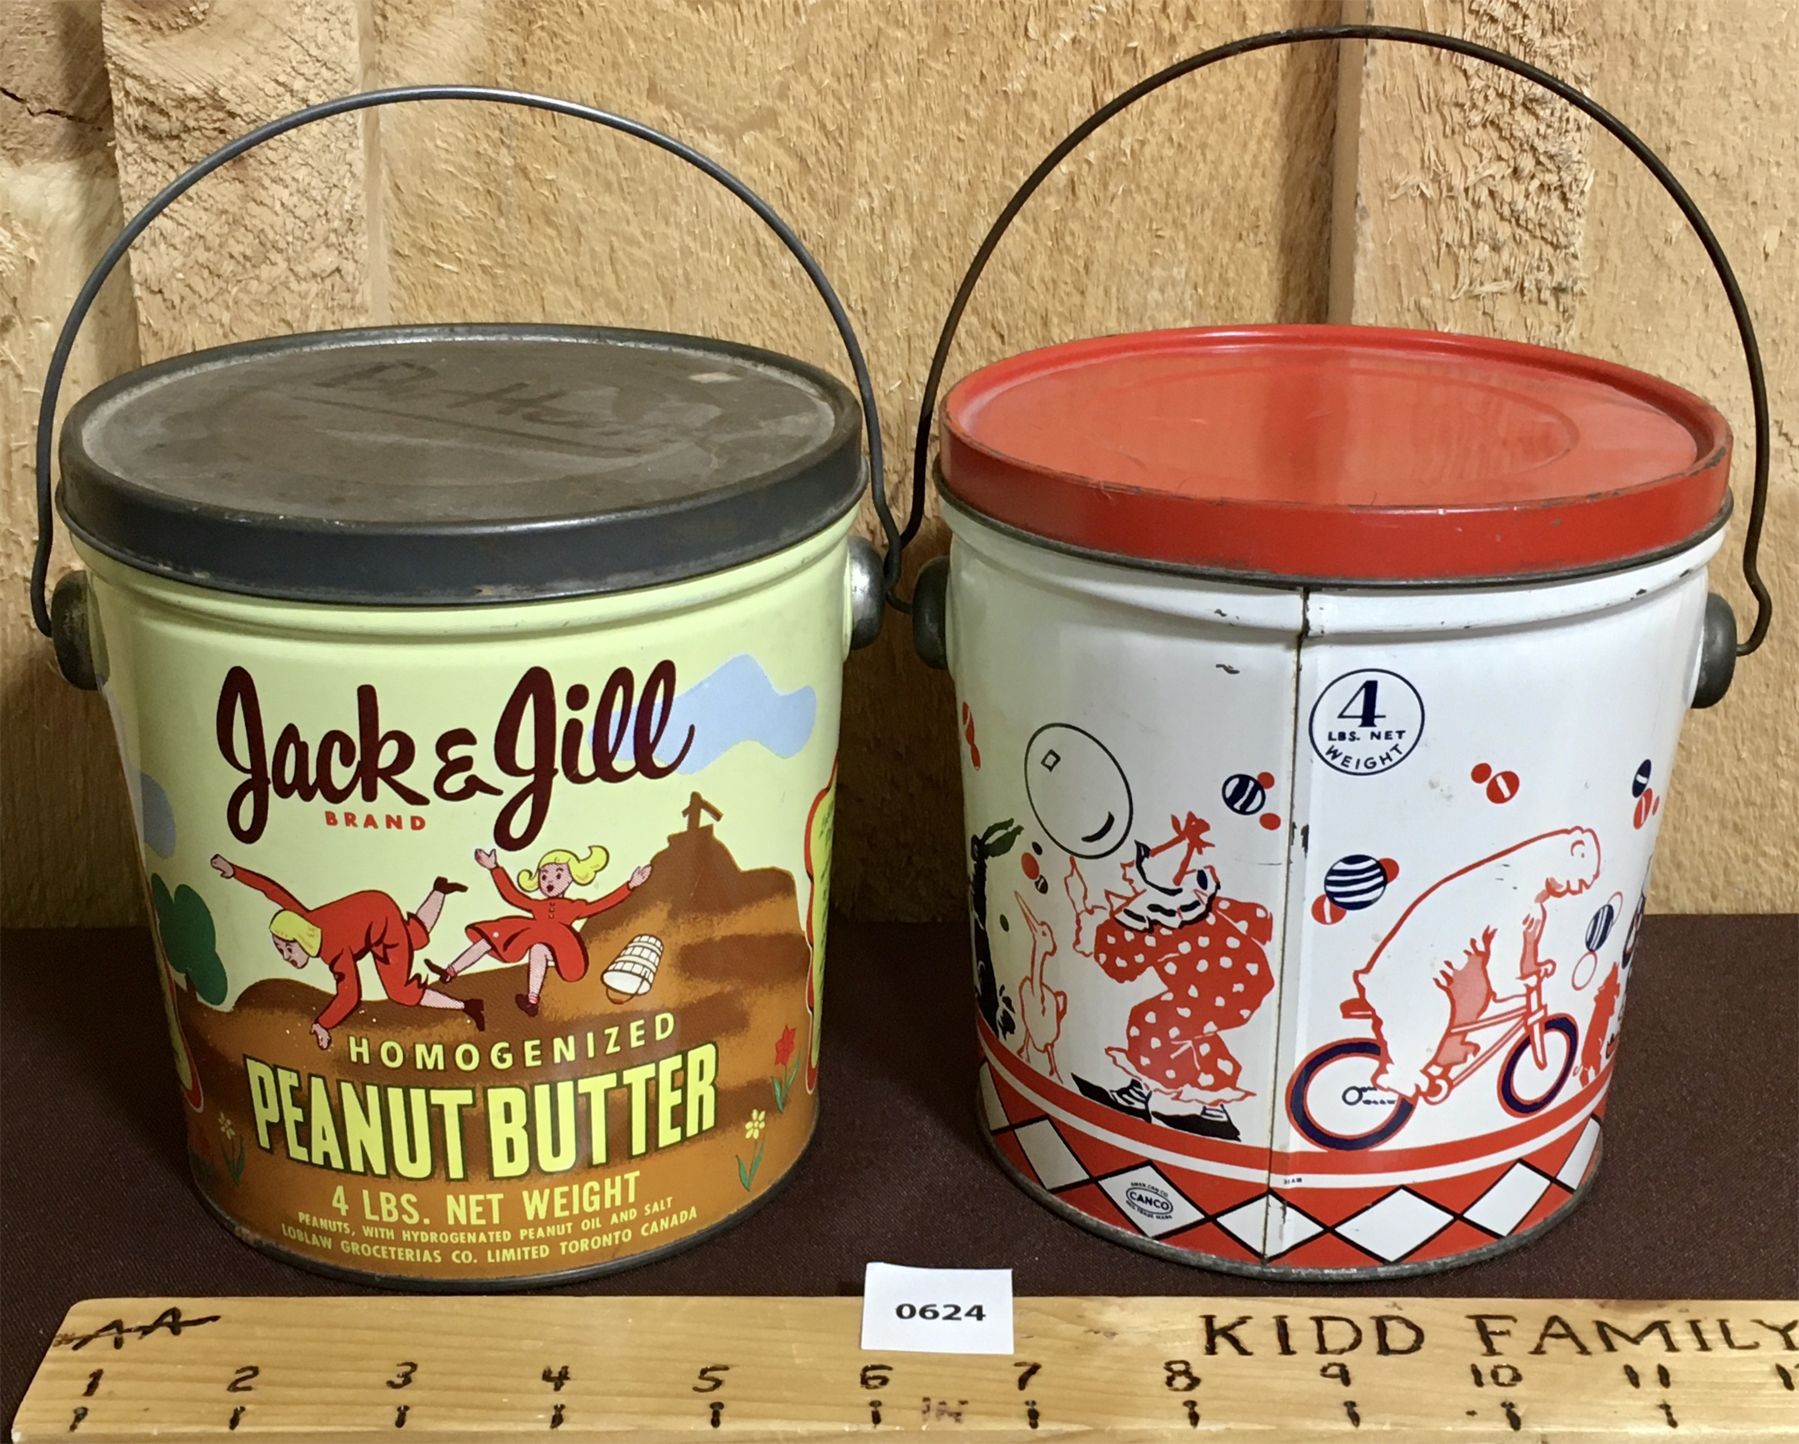 Jack & Jill
BRAND
HOMOGENIZED
PEANUT BUTTER
4 LBS. NET WEIGHT
PEANUTS, WITH HYDROGENATED PEANUT OIL AND SALT
LOBLAW GROCETERIAS CO. LIMITED TORONTO CANADA
4
LBS. NET
WEIGHT
CANCO
0624
AA
KIDD FAMILY
1 2 3 4 5 6 7 8 9 10 11
IN